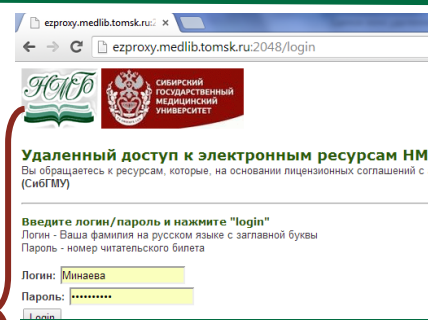 ezproxy.medlib.tomsk.ru:2
ezproxy.medlib.tomsk.ru:2048/login
НМБ
СИБИРСКИЙ
ГОСУДАРСТВЕННЫЙ
МЕДИЦИНСКИЙ
УНИВЕРСИТЕТ
Удаленный доступ к электронным ресурсам НМ
Вы обращаетесь к ресурсам, которые, на основании лицензионных соглашений с
(СибГМУ)
Введите логин/пароль и нажмите "login"
Логин - Ваша фамилия на русском языке с заглавной буквы
Пароль - номер читательского билета
Логин: Минаева
Пароль: ••••••••••
Login